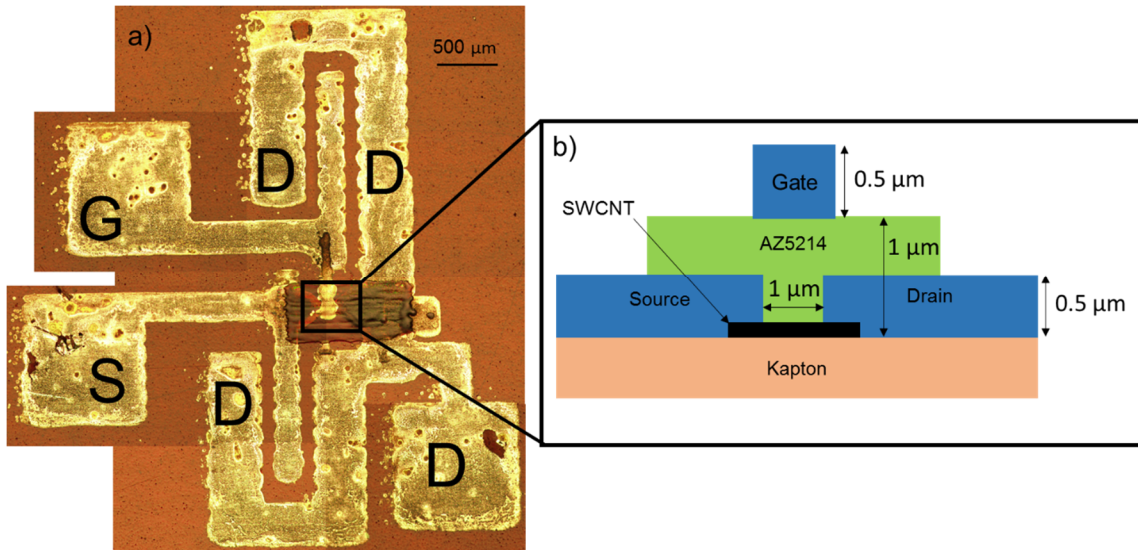 a)
500 μm
D
D
G
S
D
D
b)
Gate
0.5 μm
SWCNT
AZ5214
1 μm
1 μm
Source
Drain
0.5 μm
Kapton